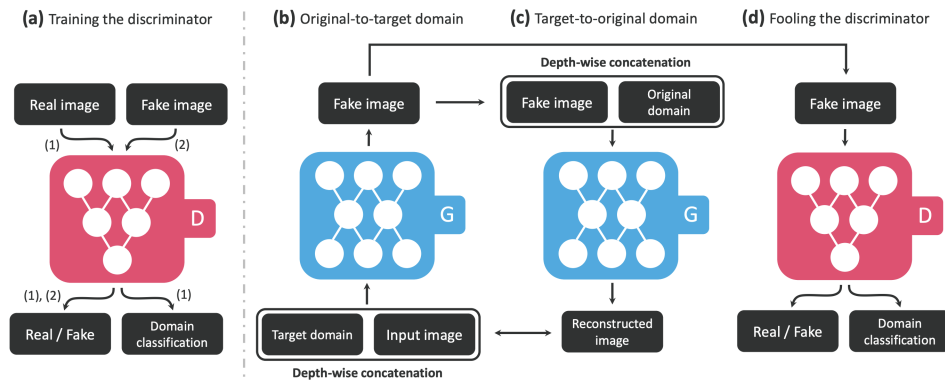 (a) Training the discriminator
Real image
Fake image
(1)
(2)
D
(1), (2)
(1)
Real / Fake
Domain
classification
(b) Original-to-target domain
Fake image
G
Target domain
Input image
Depth-wise concatenation
(c) Target-to-original domain
Depth-wise concatenation
Fake image
Original
domain
G
Reconstructed
image
(d) Fooling the discriminator
Fake image
D
Real / Fake
Domain
classification